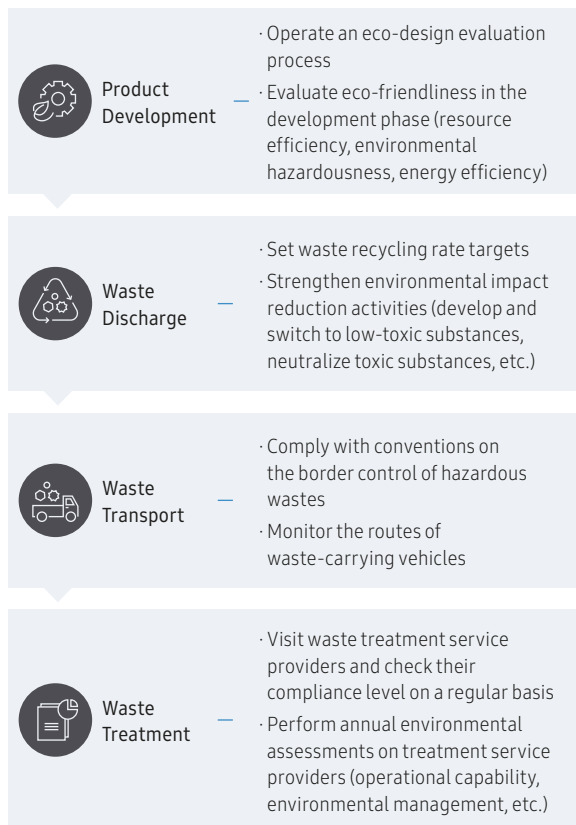 Product
Development
· Operate an eco-design evaluation
process
· Evaluate eco-friendliness in the
development phase (resource
efficiency, environmental
hazardousness, energy efficiency)
Waste
Discharge
· Set waste recycling rate targets
· Strengthen environmental impact
reduction activities (develop and
switch to low-toxic substances,
neutralize toxic substances, etc.)
Waste
Transport
· Comply with conventions on
the border control of hazardous
wastes
· Monitor the routes of
waste-carrying vehicles
Waste
Treatment
· Visit waste treatment service
providers and check their
compliance level on a regular basis
· Perform annual environmental
assessments on treatment service
providers (operational capability,
environmental management, etc.)